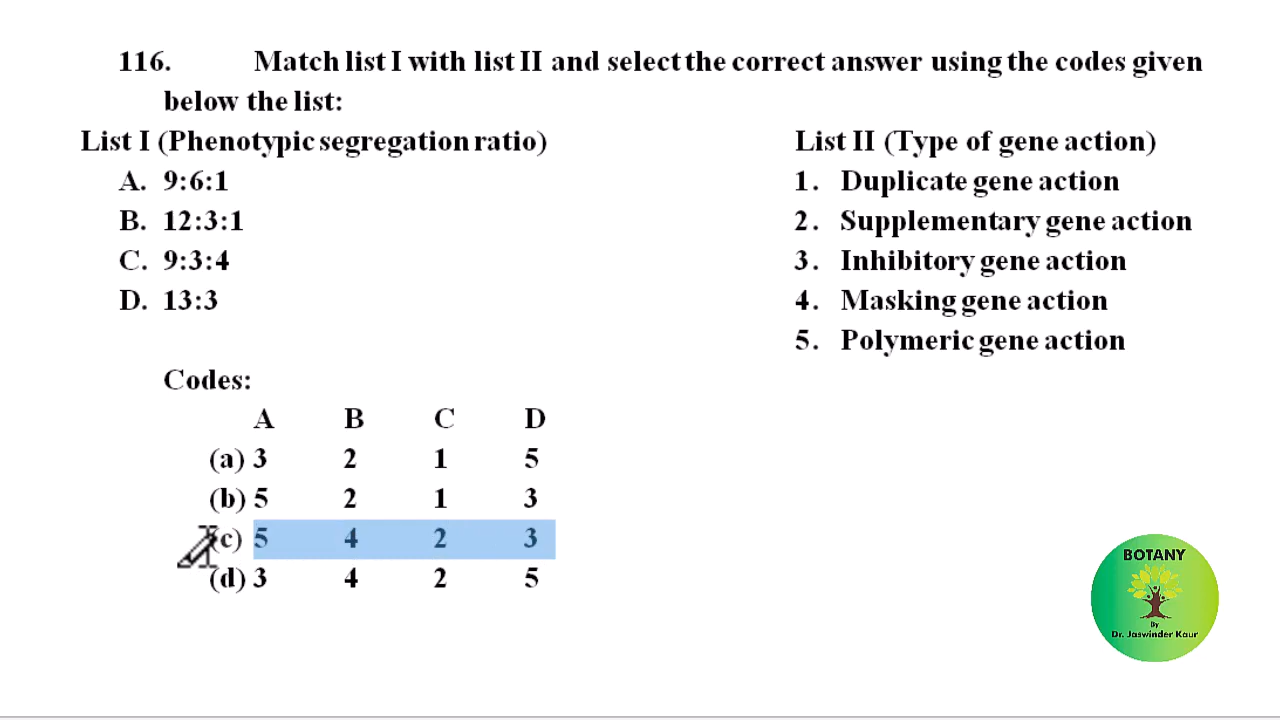 116. Match list I with list II and select the correct answer using the codes given
below the list:
List I (Phenotypic segregation ratio) List II (Type of gene action)
A. 9:6:1 1. Duplicate gene action
B. 12:3:1 2. Supplementary gene action
C. 9:3:4 3. Inhibitory gene action
D. 13:3 4. Masking gene action
5. Polymeric gene action
Codes:
A B C D
(a) 3 2 1 5
(b) 5 2 1 3
(c) 5 4 2 3
(d) 3 4 2 5
BOTANY
By
Dr. Jaswinder Kaur